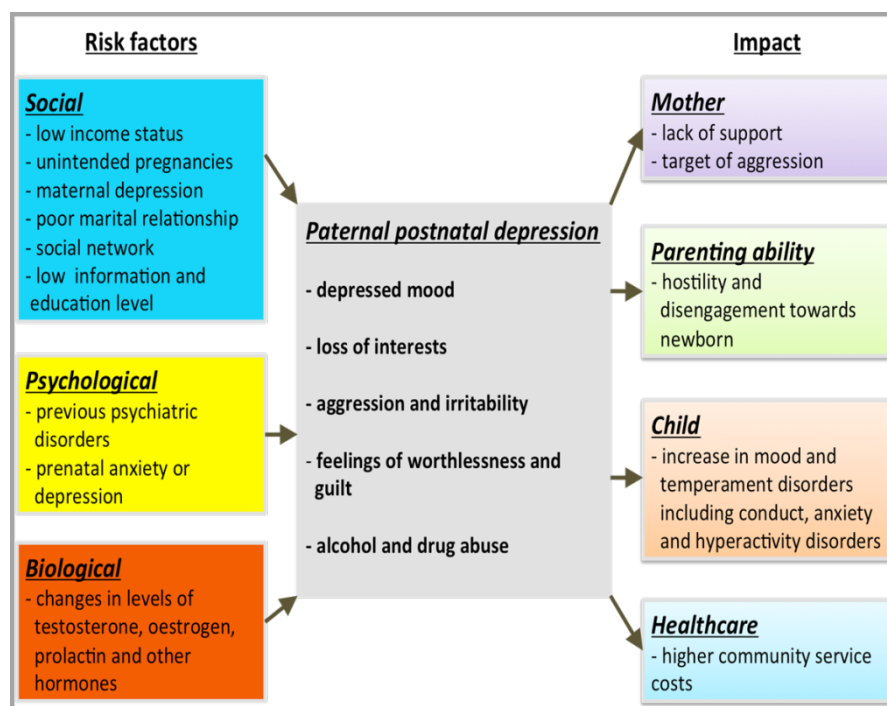 Risk factors
Social
- low income status
- unintended pregnancies
- maternal depression
- poor marital relationship
- social network
- low information and
education level
Psychological
- previous psychiatric
disorders
- prenatal anxiety or
depression
Biological
- changes in levels of
testosterone, oestrogen,
prolactin and other
hormones
Paternal postnatal depression
- depressed mood
- loss of interests
- aggression and irritability
- feelings of worthlessness and
guilt
- alcohol and drug abuse
Impact
Mother
- lack of support
- target of aggression
Parenting ability
- hostility and
disengagement towards
newborn
Child
- increase in mood and
temperament disorders
including conduct, anxiety
and hyperactivity disorders
Healthcare
- higher community service
costs